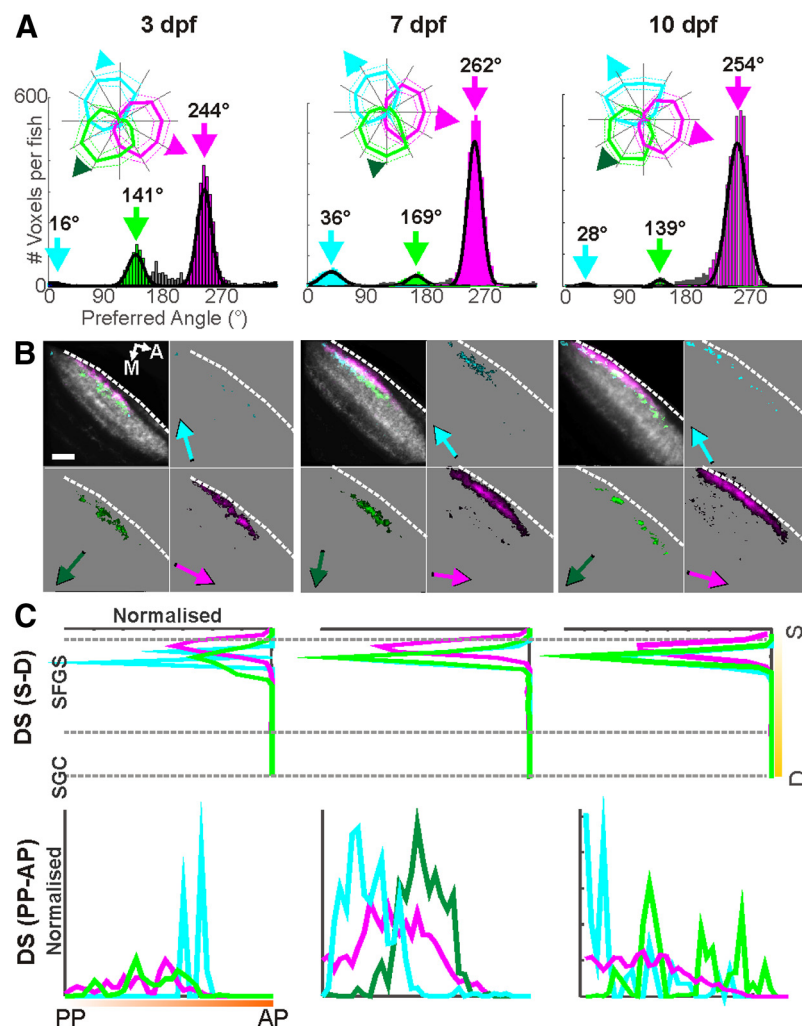 A
3 dpf
7 dpf
10 dpf
600
# Voxels per fish
0
16°
141°
244°
36°
169°
262°
28°
139°
254°
0 90 180 270
Preferred Angle (°)
90 180 270
90 180 270
B
A
M
C
Normalised
DS (S-D)
SFGS
SGC
S
D
DS (PP-AP)
Normalised
PP
AP